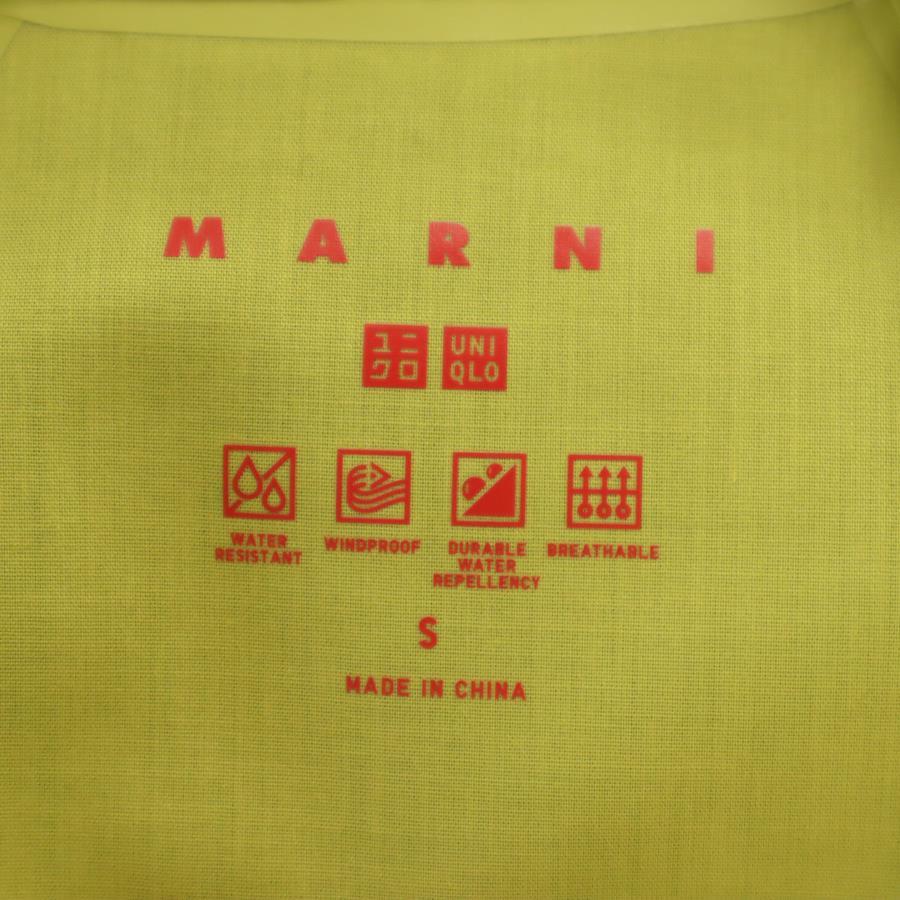 MARNI
ユニ UNI
クロ QLO
WATER RESISTANT
WINDPROOF
DURABLE WATER REPELLENCY
BREATHABLE
S
MADE IN CHINA